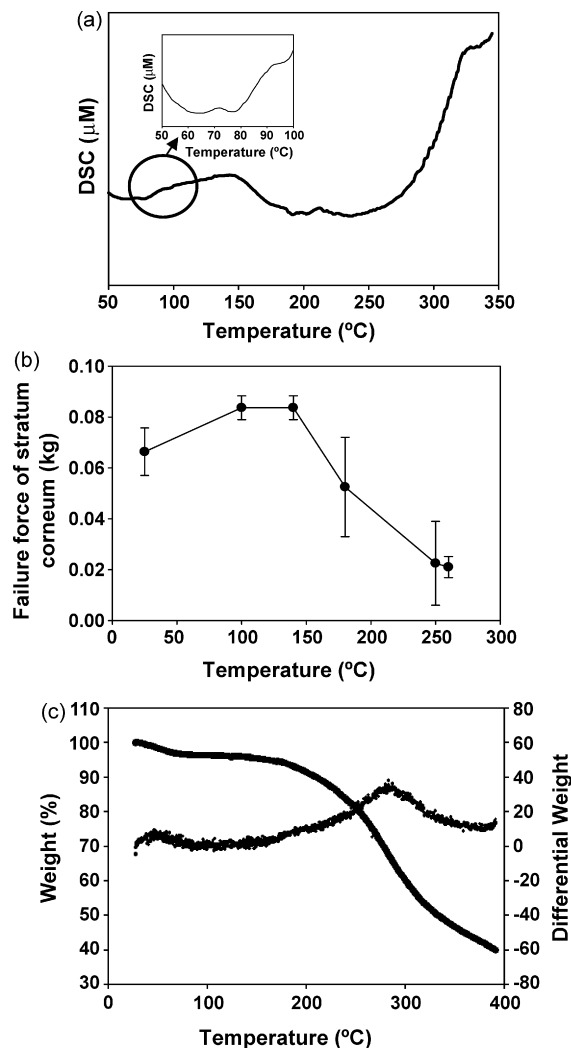 (a)
DSC (µM)
DSC (µM)
50 60 70 80 90 100
Temperature (ºC)
50 100 150 200 250 300 350
Temperature (ºC)
(b)
Failure force of stratum
corneum (kg)
0.10
0.08
0.06
0.04
0.02
0.00
0 50 100 150 200 250 300
Temperature (ºC)
(c)
Weight (%)
110
100
90
80
70
60
50
40
30
80
60
40
20
0
-20
-40
-60
-80
Differential Weight
0 100 200 300 400
Temperature (ºC)